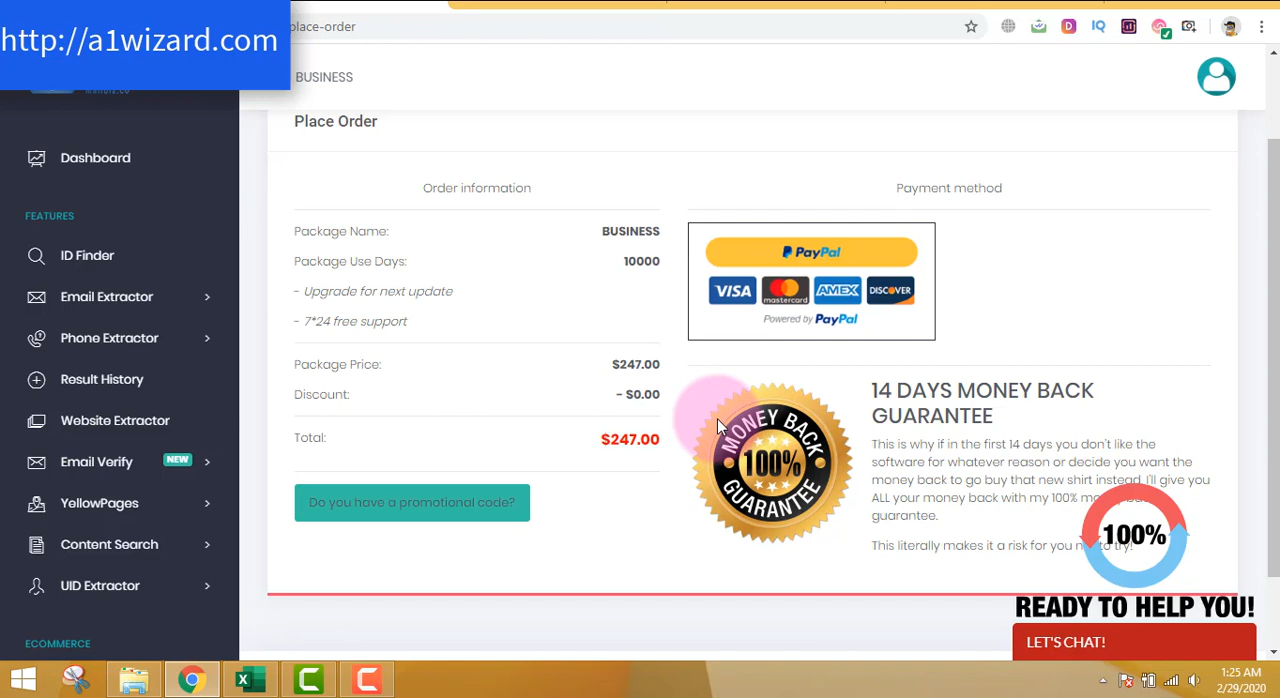 http://a1wizard.com
place-order
BUSINESS
Place Order
Dashboard
FEATURES
ID Finder
Email Extractor
Phone Extractor
Result History
Website Extractor
Email Verify NEW
YellowPages
Content Search
UID Extractor
ECOMMERCE
Order information
Package Name: BUSINESS
Package Use Days: 10000
- Upgrade for next update
- 7*24 free support
Package Price: $247.00
Discount: - $0.00
Total: $247.00
Do you have a promotional code?
Payment method
PayPal
VISA mastercard AMEX DISCOVER
Powered by PayPal
MONEY BACK
100%
GUARANTEE
14 DAYS MONEY BACK
GUARANTEE
This is why if in the first 14 days you don't like the
software for whatever reason or decide you want the
money back to go buy that new shirt instead, I'll give you
ALL your money back with my 100% money
guarantee.
This literally makes it a risk for you to try!
100%
READY TO HELP YOU!
LET'S CHAT!
1:25 AM
2/29/2020